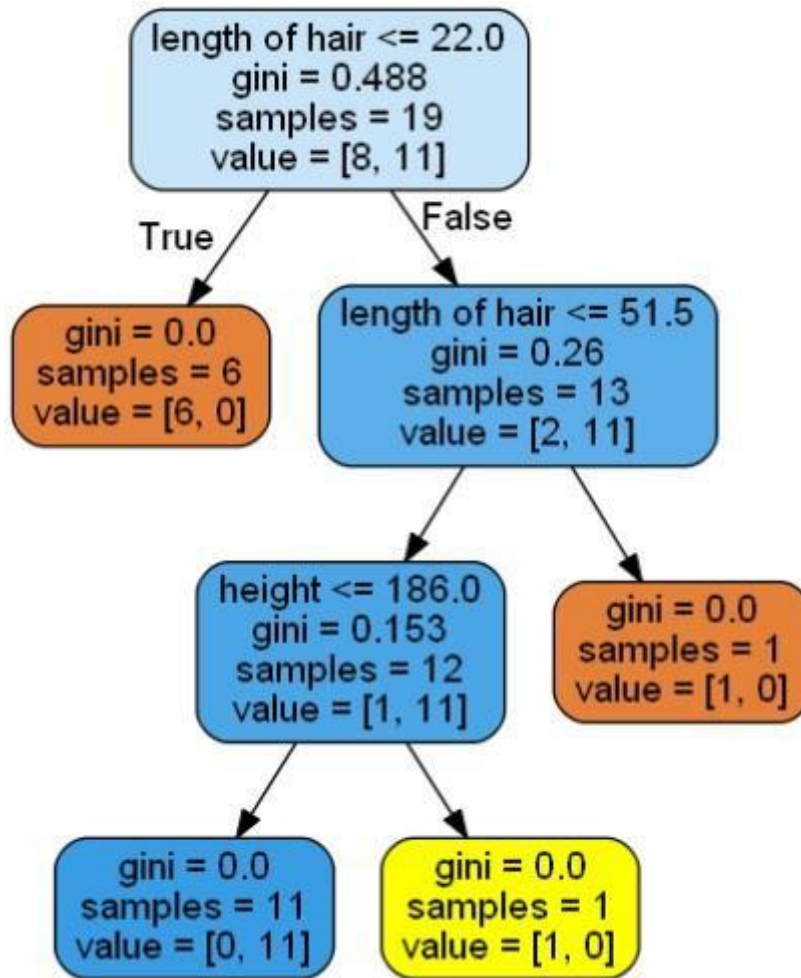 length of hair <= 22.0
gini = 0.488
samples = 19
value = [8, 11]
True
False
gini = 0.0
samples = 6
value = [6, 0]
length of hair <= 51.5
gini = 0.26
samples = 13
value = [2, 11]
height <= 186.0
gini = 0.153
samples = 12
value = [1, 11]
gini = 0.0
samples = 1
value = [1, 0]
gini = 0.0
samples = 11
value = [0, 11]
gini = 0.0
samples = 1
value = [1, 0]